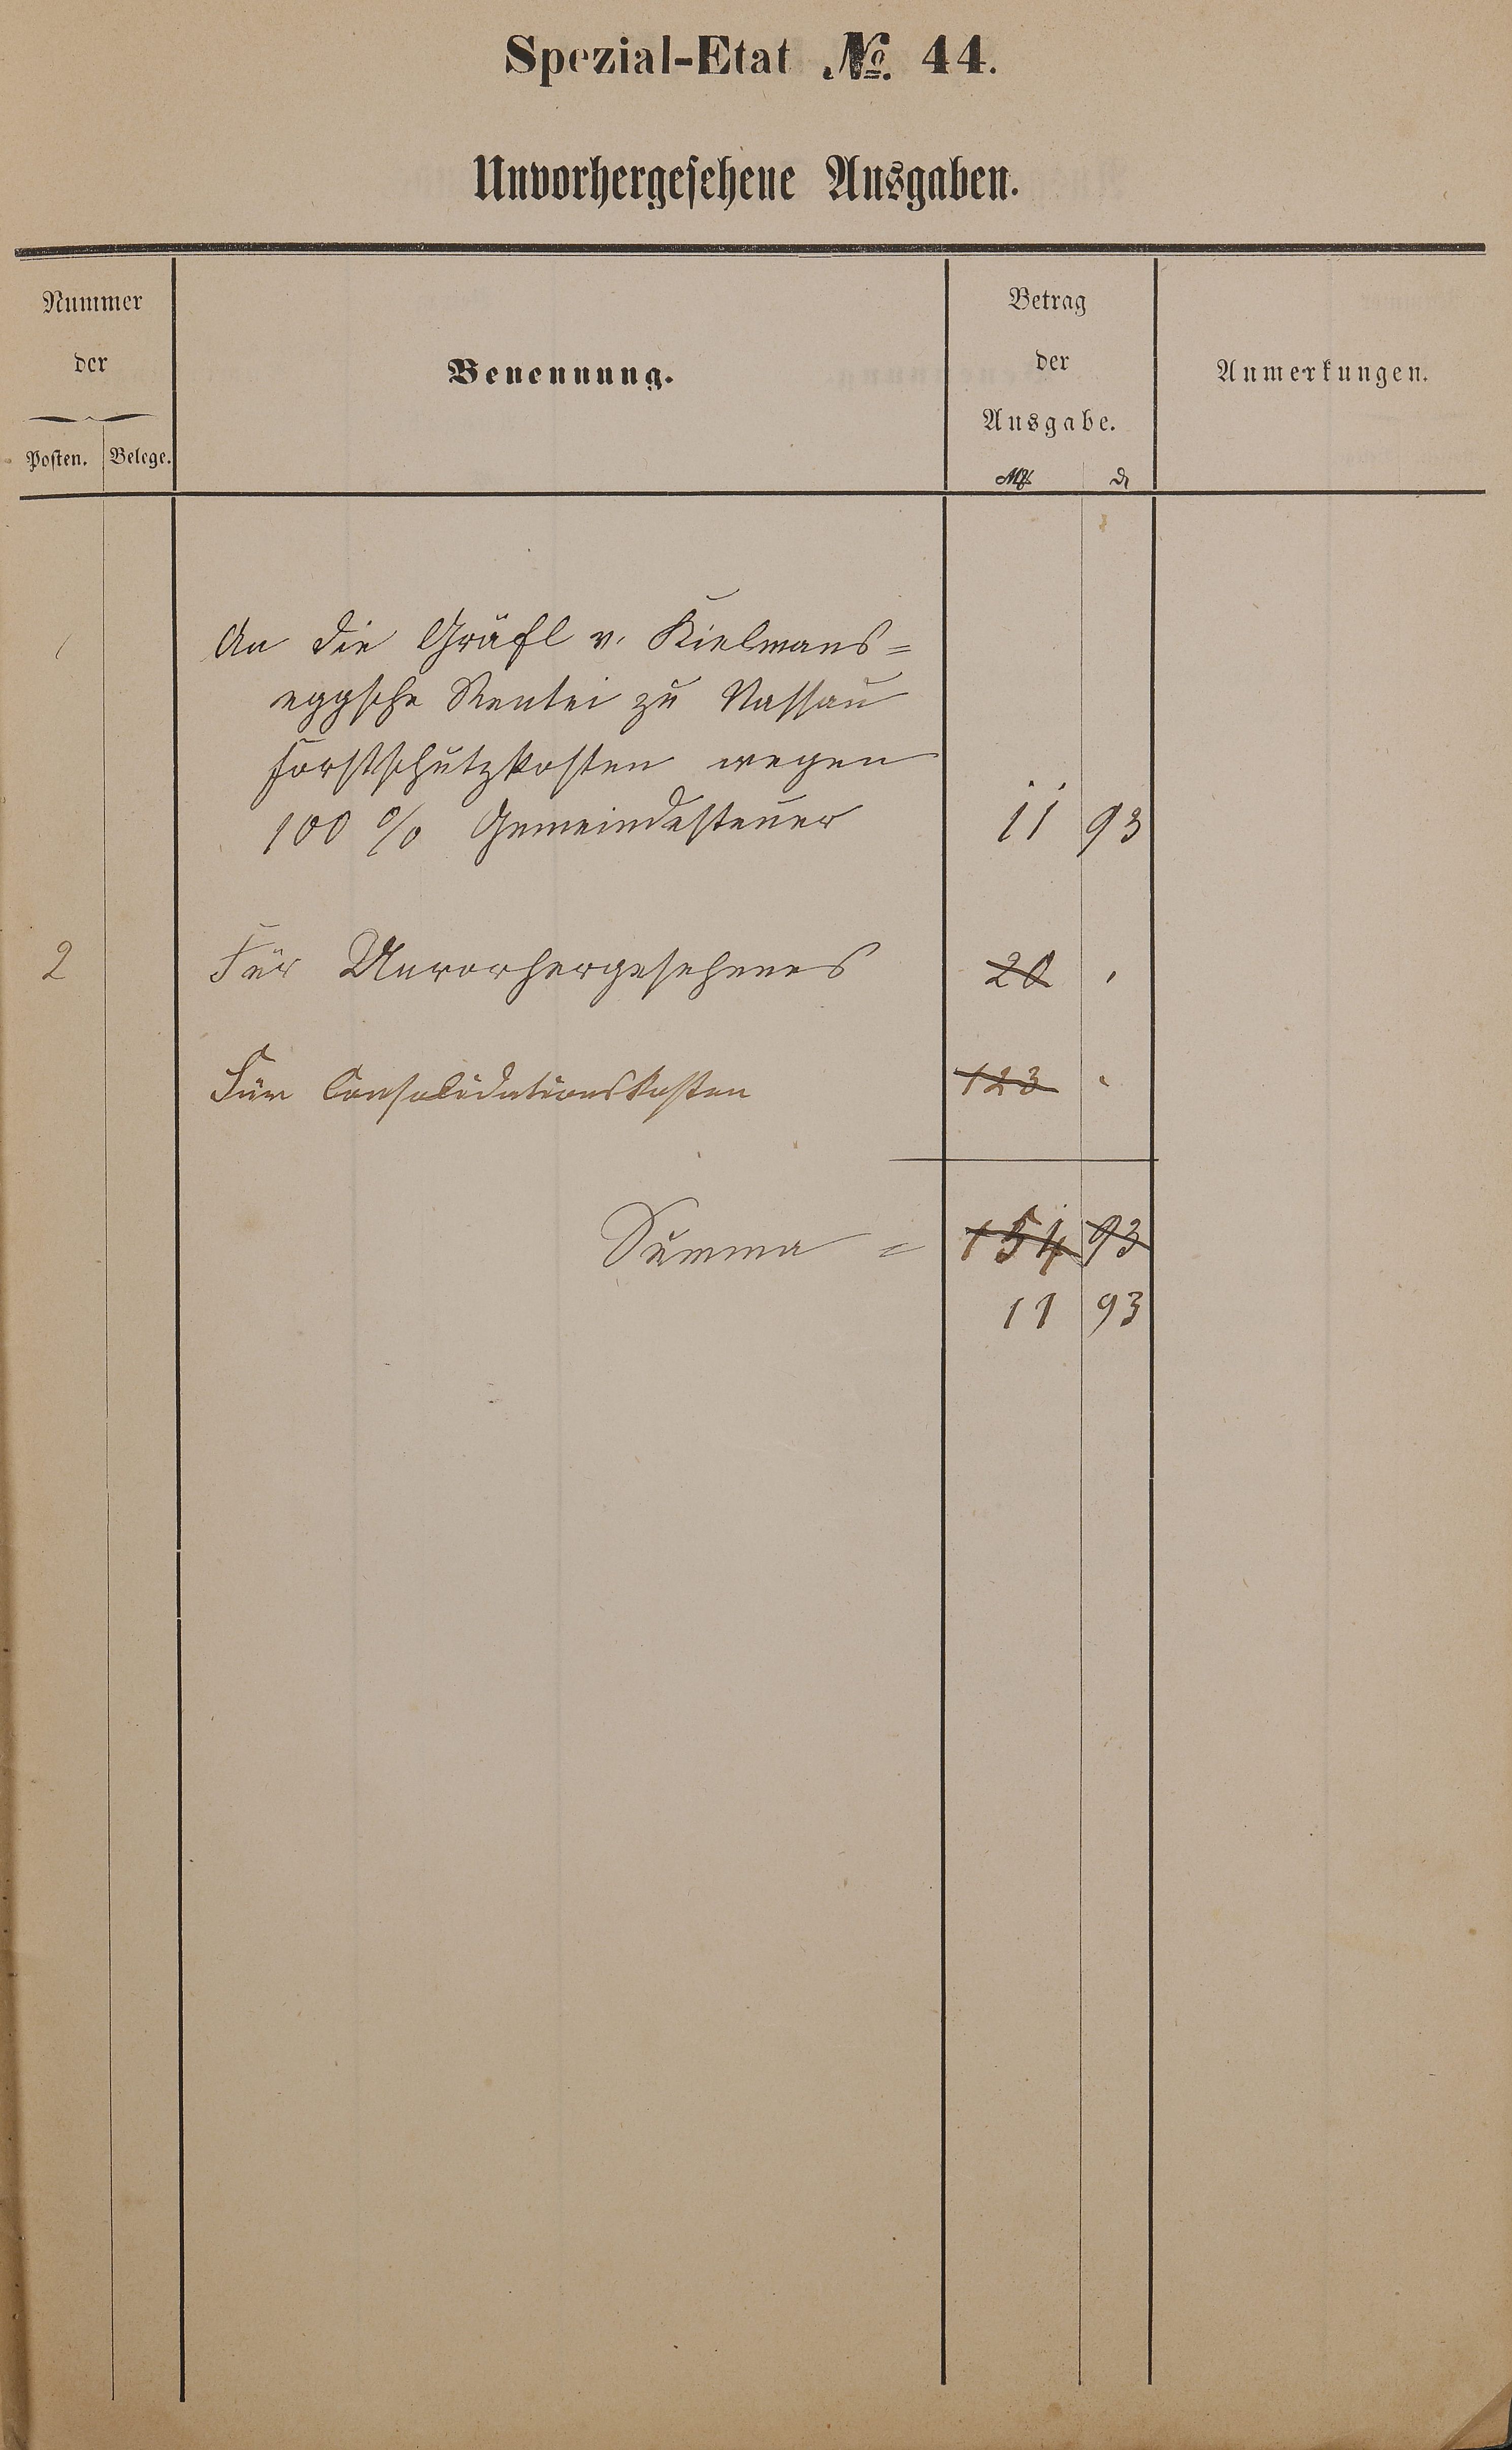 Spezial-Etat No. 44.
Unvorhergesehene Ausgaben.
Nummer
der
Posten. Belege.
Benennung.
Betrag
der
Ausgabe.
Mk ₰
Anmerkungen.
1 An die Gräfl v. Kielmans=
eggsche Rentei zu Nassau
Forstschutzkosten wegen
100 % Gemeindesteuer 11 93
2 Für Unvorhergesehenes 20 "
Für Consolidationskosten 123 "
Summa = 154 93
11 93